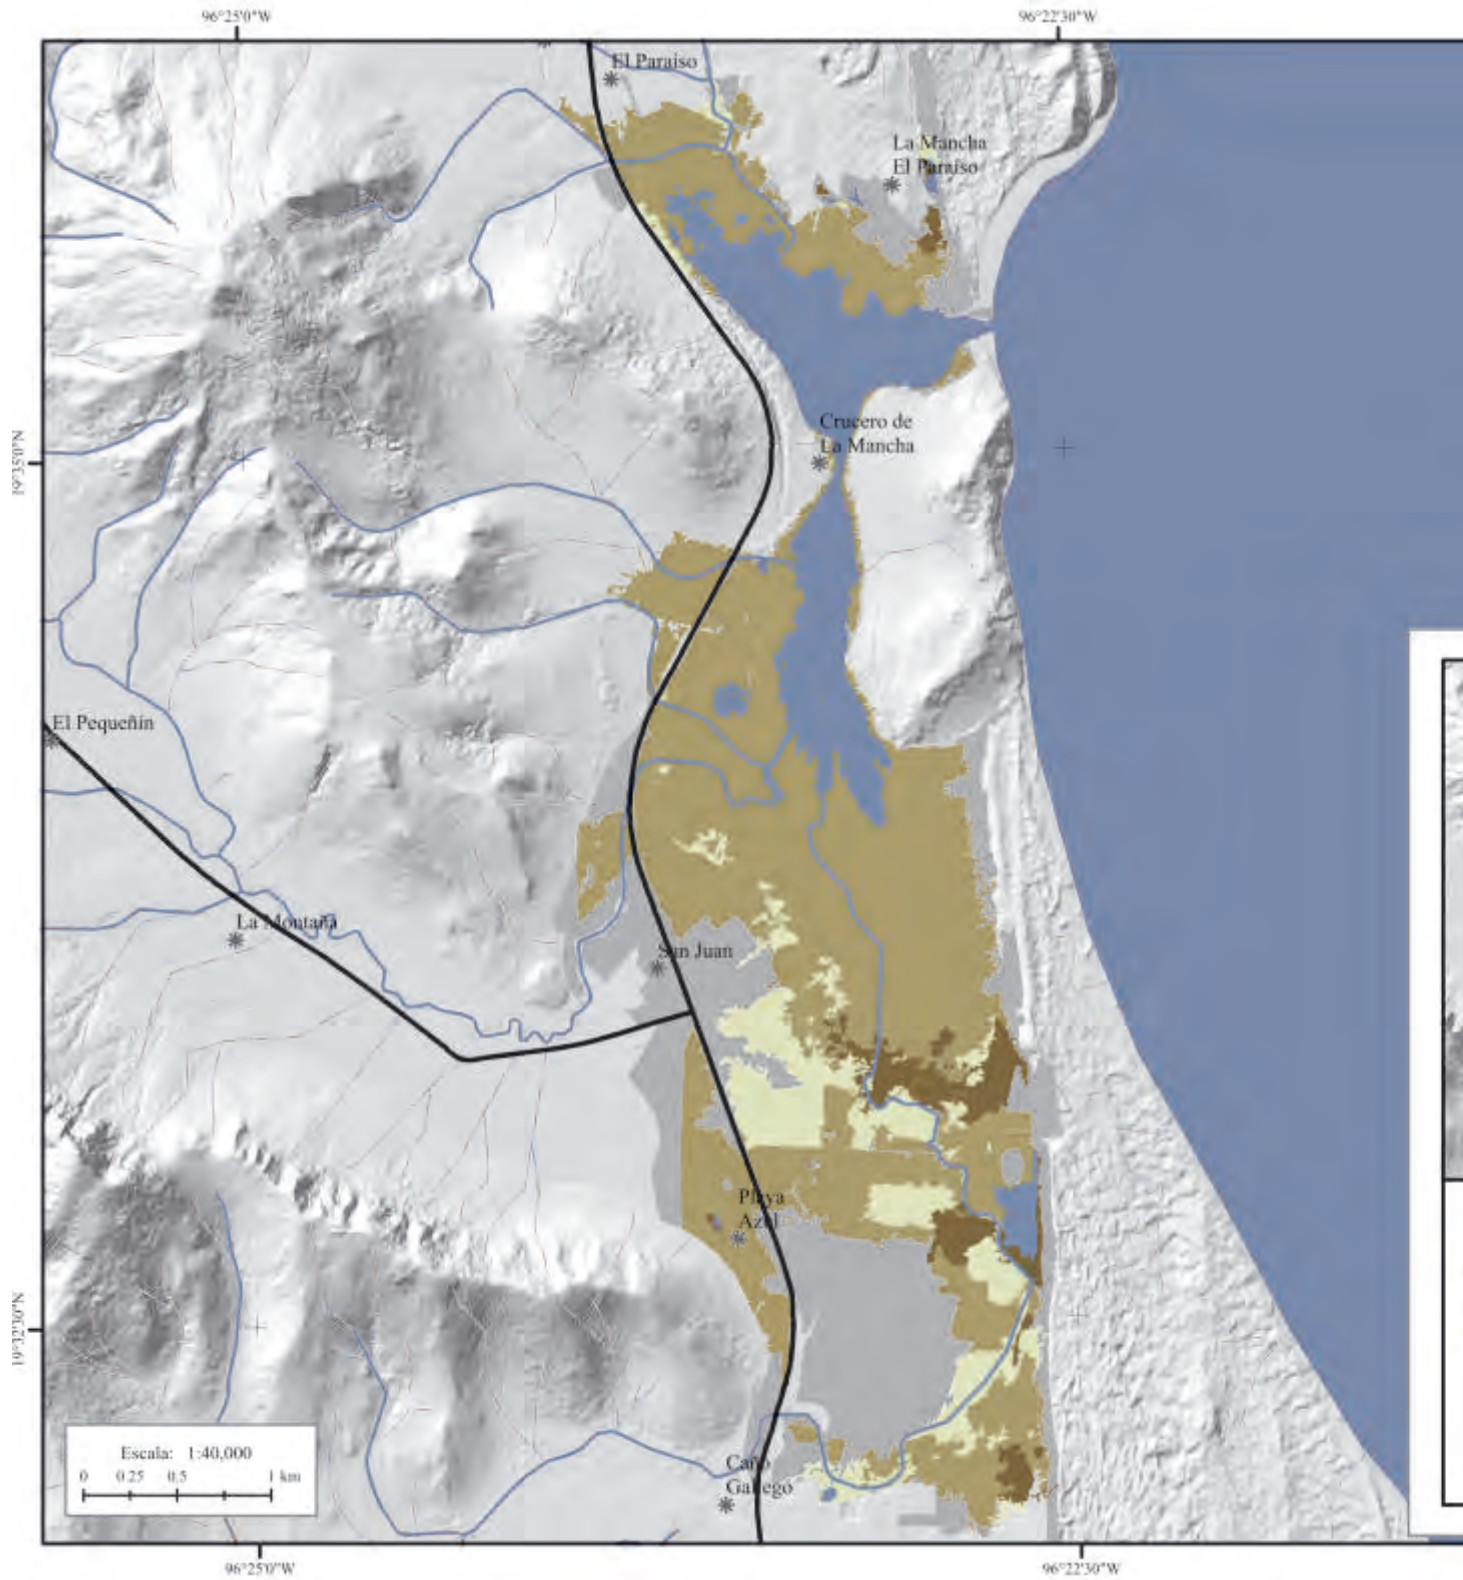 96°25'0"W
96°22'30"W
El Paraiso
La Mancha
El Paraíso
Crucero de
La Mancha
19°35'0"N
El Pequeñín
La Montaña
San Juan
Playa
Azul
19°32'30"N
Escala: 1:40,000
0 0.25 0.5 1 km
Caño
Gallego
96°25'0"W
96°22'30"W